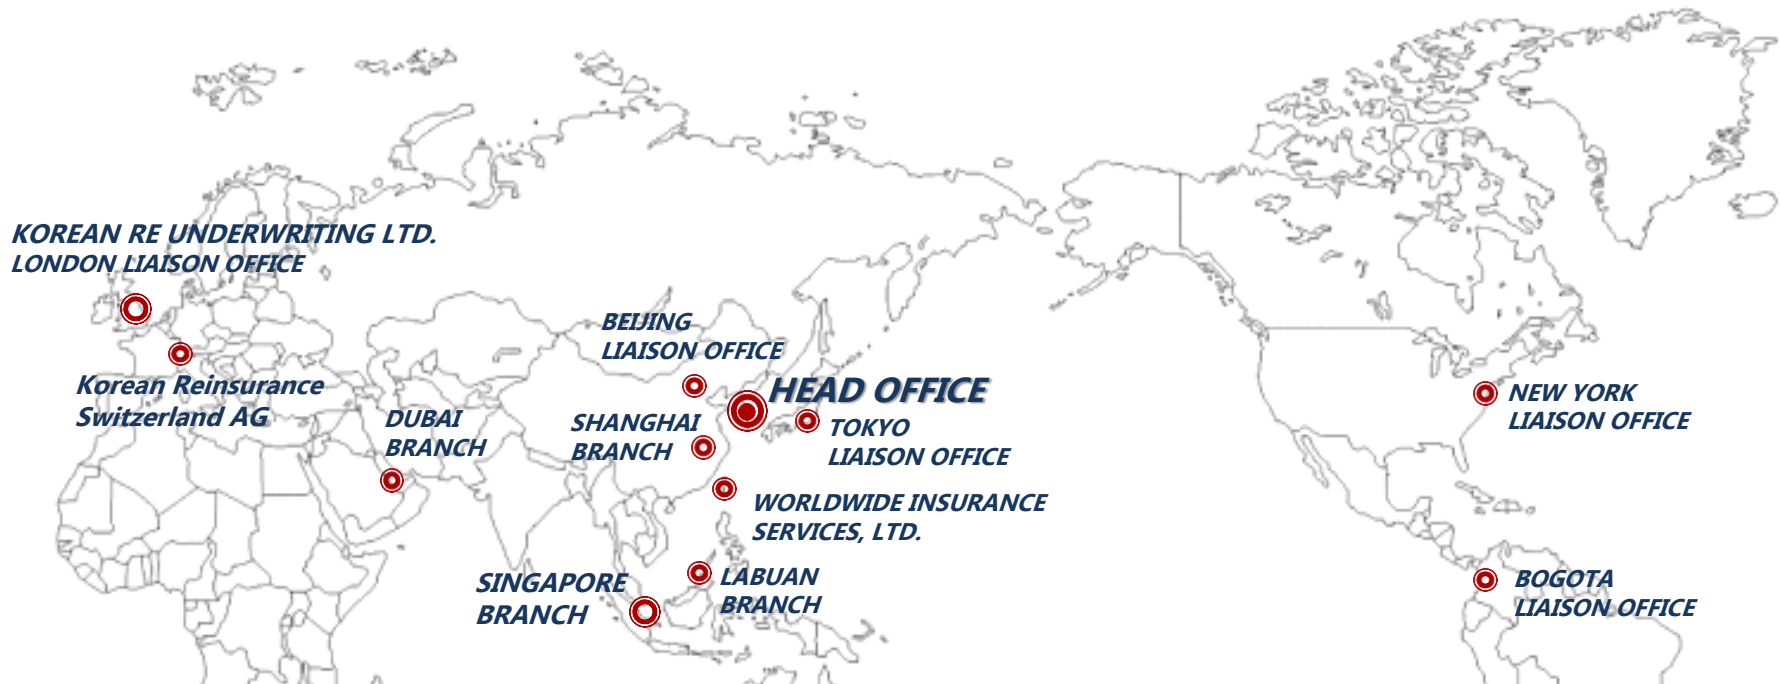 KOREAN RE UNDERWRITING LTD.
LONDON LIAISON OFFICE
Korean Reinsurance
Switzerland AG
DUBAI
BRANCH
BEIJING
LIAISON OFFICE
HEAD OFFICE
SHANGHAI
BRANCH
TOKYO
LIAISON OFFICE
WORLDWIDE INSURANCE
SERVICES, LTD.
SINGAPORE
BRANCH
LABUAN
BRANCH
NEW YORK
LIAISON OFFICE
BOGOTA
LIAISON OFFICE